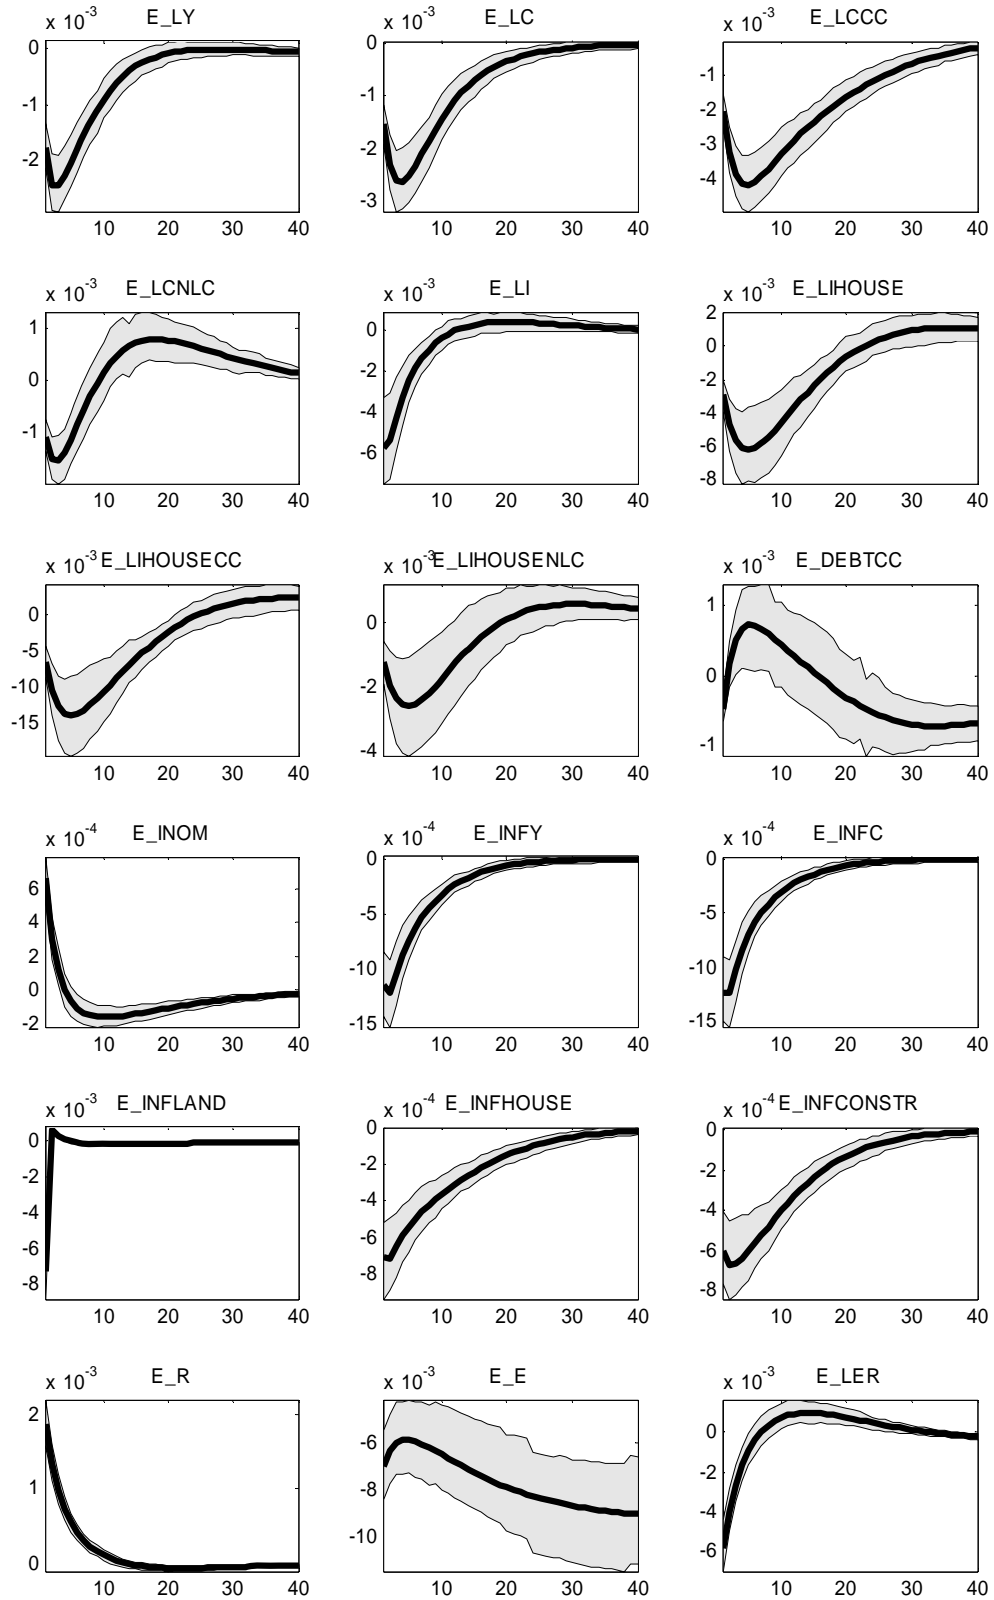 x 10-3 E_LY
0
-1
-2
10 20 30 40
E_LC x 10-3
0
-1
-2
-3
10 20 30 40
E_LCCC x 10-3
-1
-2
-3
-4
10 20 30 40
x 10-3 E_LCNLC
1
0
-1
10 20 30 40
x 10-3 E_LI
0
-2
-4
-6
10 20 30 40
x 10-3 E_LIHOUSE
2
0
-2
-4
-6
-8
10 20 30 40
x 10-3 E_LIHOUSECC
0
-5
-10
-15
10 20 30 40
x 10-3 E_LIHOUSENLC
0
-2
-4
10 20 30 40
x 10-3 E_DEBTCC
1
0
-1
10 20 30 40
x 10-4 E_INOM
6
4
2
0
-2
10 20 30 40
x 10-4 E_INFY
0
-5
-10
-15
10 20 30 40
x 10-4 E_INFC
0
-5
-10
-15
10 20 30 40
x 10-3 E_INFLAND
0
-2
-4
-6
-8
10 20 30 40
x 10-4 E_INFHOUSE
0
-2
-4
-6
-8
10 20 30 40
x 10-4 E_INFCONSTR
0
-2
-4
-6
-8
10 20 30 40
x 10-3 E_R
2
1
0
10 20 30 40
x 10-3 E_E
-6
-8
-10
10 20 30 40
x 10-3 E_LER
0
-2
-4
-6
10 20 30 40